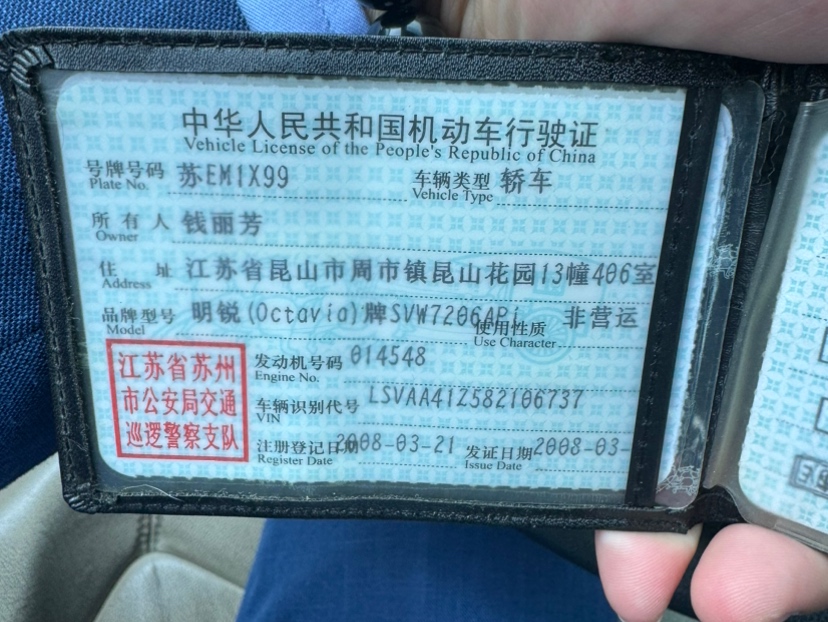 中华人民共和国机动车行驶证
Vehicle License of the People's Republic of China
号牌号码 苏EM1X99 车辆类型 轿车
Plate No. Vehicle Type
所有人 钱丽芳
Owner
住址 江苏省昆山市周市镇昆山花园13幢406室
Address
品牌型号 明锐(Octavia)牌SVW7206APi 使用性质 非营运
Model Use Character
江苏省苏州
市公安局交通
巡逻警察支队
发动机号码 014548
Engine No.
车辆识别代号 LSVAA41Z582106737
VIN
注册登记日期 2008-03-21 发证日期 2008-03-
Register Date Issue Date